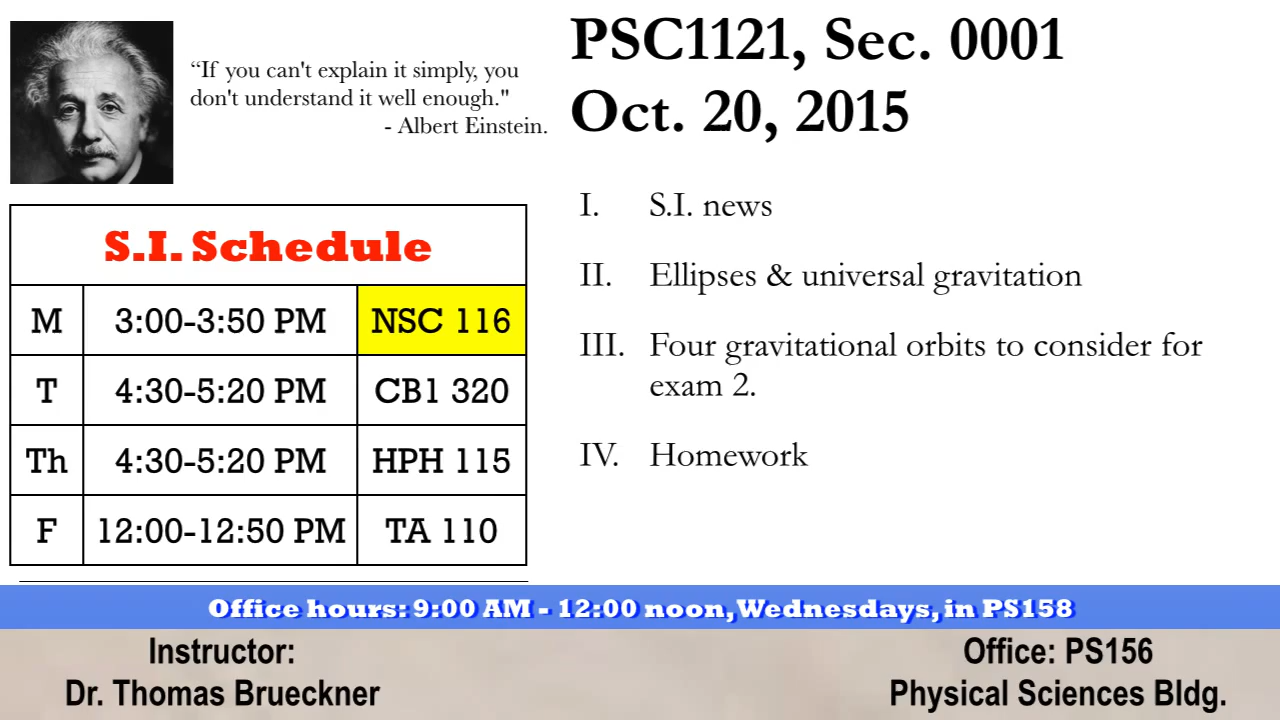 “If you can't explain it simply, you
don't understand it well enough."
- Albert Einstein.
PSC1121, Sec. 0001
Oct. 20, 2015
S.I. Schedule
M 3:00-3:50 PM NSC 116
T 4:30-5:20 PM CB1 320
Th 4:30-5:20 PM HPH 115
F 12:00-12:50 PM TA 110
I. S.I. news
II. Ellipses & universal gravitation
III. Four gravitational orbits to consider for
exam 2.
IV. Homework
Office hours: 9:00 AM - 12:00 noon, Wednesdays, in PS158
Instructor:
Dr. Thomas Brueckner
Office: PS156
Physical Sciences Bldg.